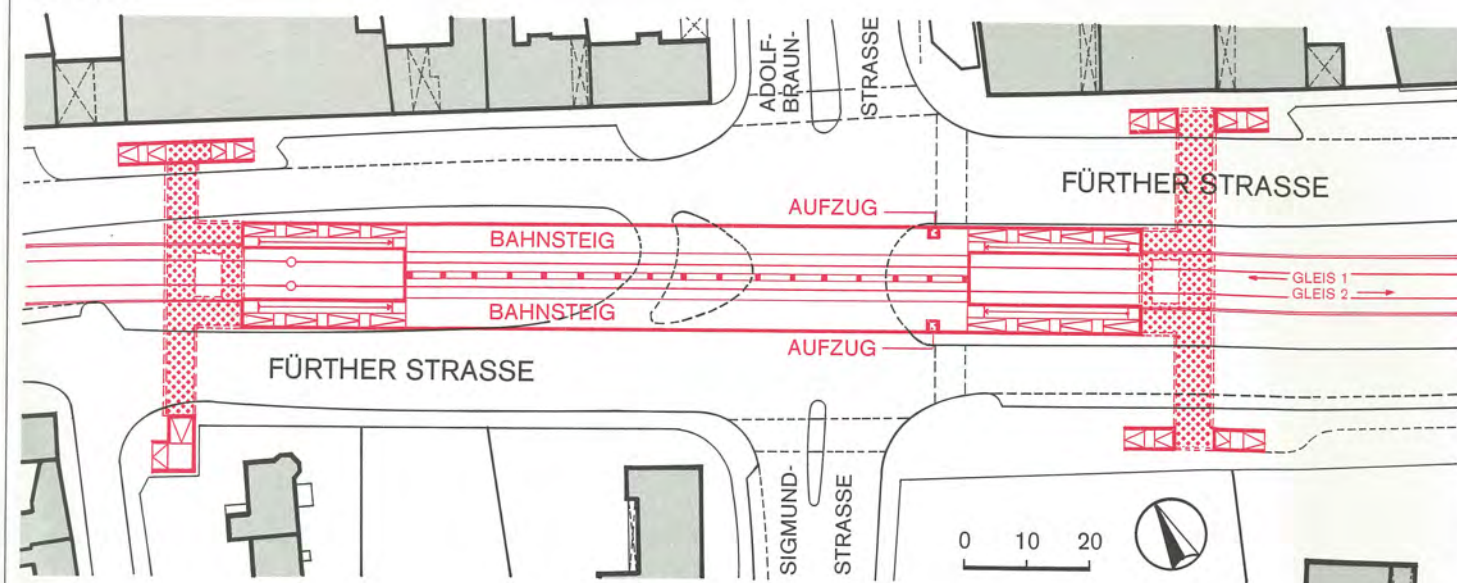 ADOLF-
BRAUN-
STRASSE
FÜRTHER STRASSE
AUFZUG
BAHNSTEIG
GLEIS 1
GLEIS 2
BAHNSTEIG
AUFZUG
FÜRTHER STRASSE
SIGMUND-
STRASSE
0 10 20